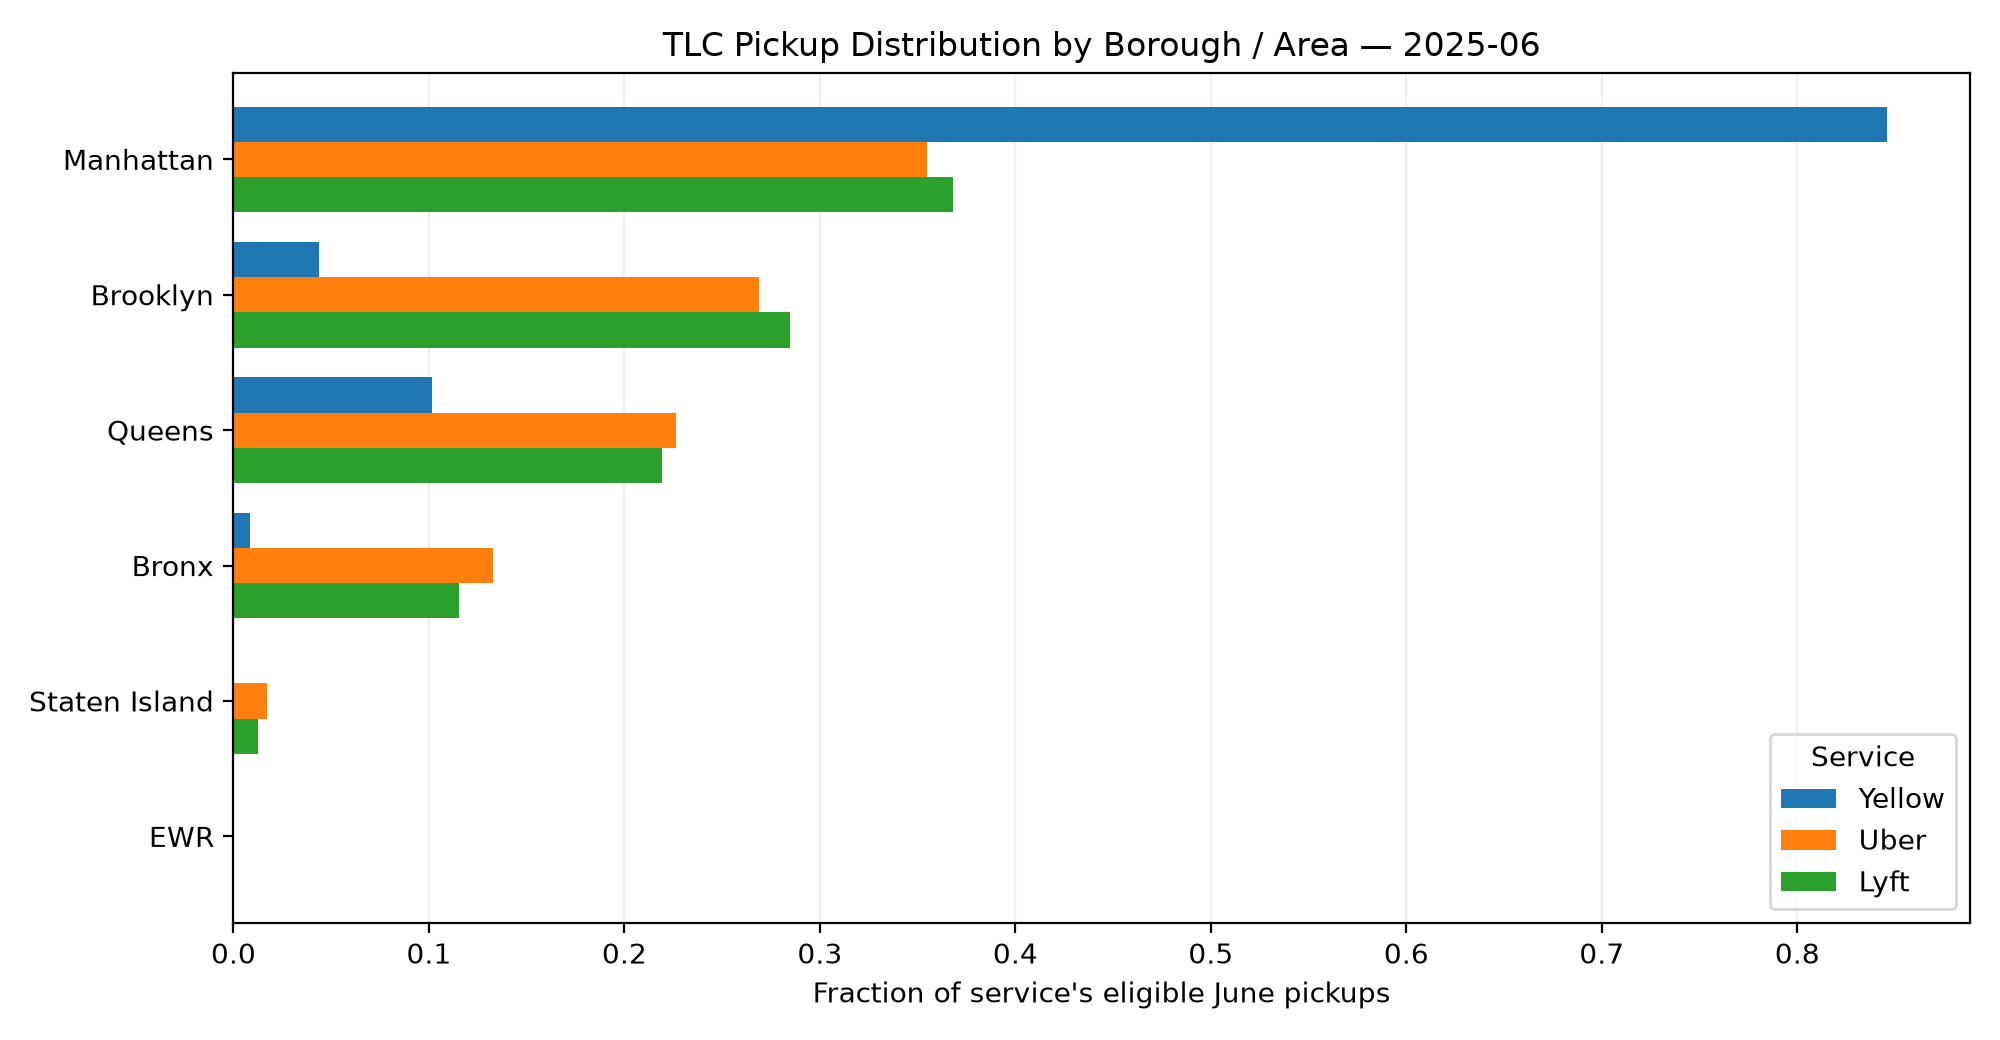 TLC Pickup Distribution by Borough / Area — 2025-06
Manhattan
Brooklyn
Queens
Bronx
Staten Island
EWR
Service
Yellow
Uber
Lyft
0.0 0.1 0.2 0.3 0.4 0.5 0.6 0.7 0.8
Fraction of service's eligible June pickups